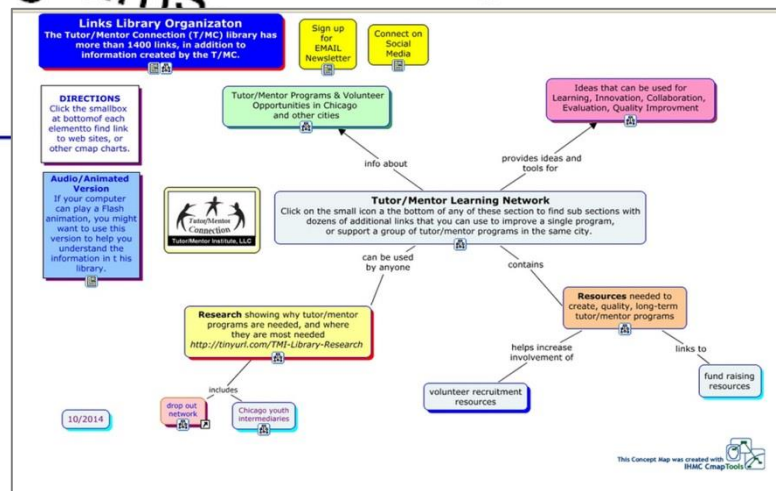 Links Library Organizaton
The Tutor/Mentor Connection (T/MC) library has
more than 1400 links, in addition to
information created by the T/MC.
Sign up
for
EMAIL
Newsletter
Connect on
Social
Media
DIRECTIONS
Click the smallbox
at bottomof each
elementto find link
to web sites, or
other cmap charts.
Tutor/Mentor Programs & Volunteer
Opportunities in Chicago
and other cities
Ideas that can be used for
Learning, Innovation, Collaboration,
Evaluation, Quality Improvment
info about
provides ideas and
tools for
Audio/Animated
Version
If your computer
can play a Flash
animation, you might
want to use this
version to help you
understand the
information in t his
library.
Tutor/Mentor
Connection
Tutor/Mentor Institute, LLC
Tutor/Mentor Learning Network
Click on the small icon a the bottom of any of these section to find sub sections with
dozens of additional links that you can use to improve a single program,
or support a group of tutor/mentor programs in the same city.
can be used
by anyone
contains
Research showing why tutor/mentor
programs are needed, and where
they are most needed
http://tinyurl.com/TMI-Library-Research
Resources needed to
create, quality, long-term
tutor/mentor programs
helps increase
involvement of
links to
includes
drop out
network
Chicago youth
intermediaries
volunteer recruitment
resources
fund raising
resources
10/2014
This Concept Map was created with
IHMC CmapTools